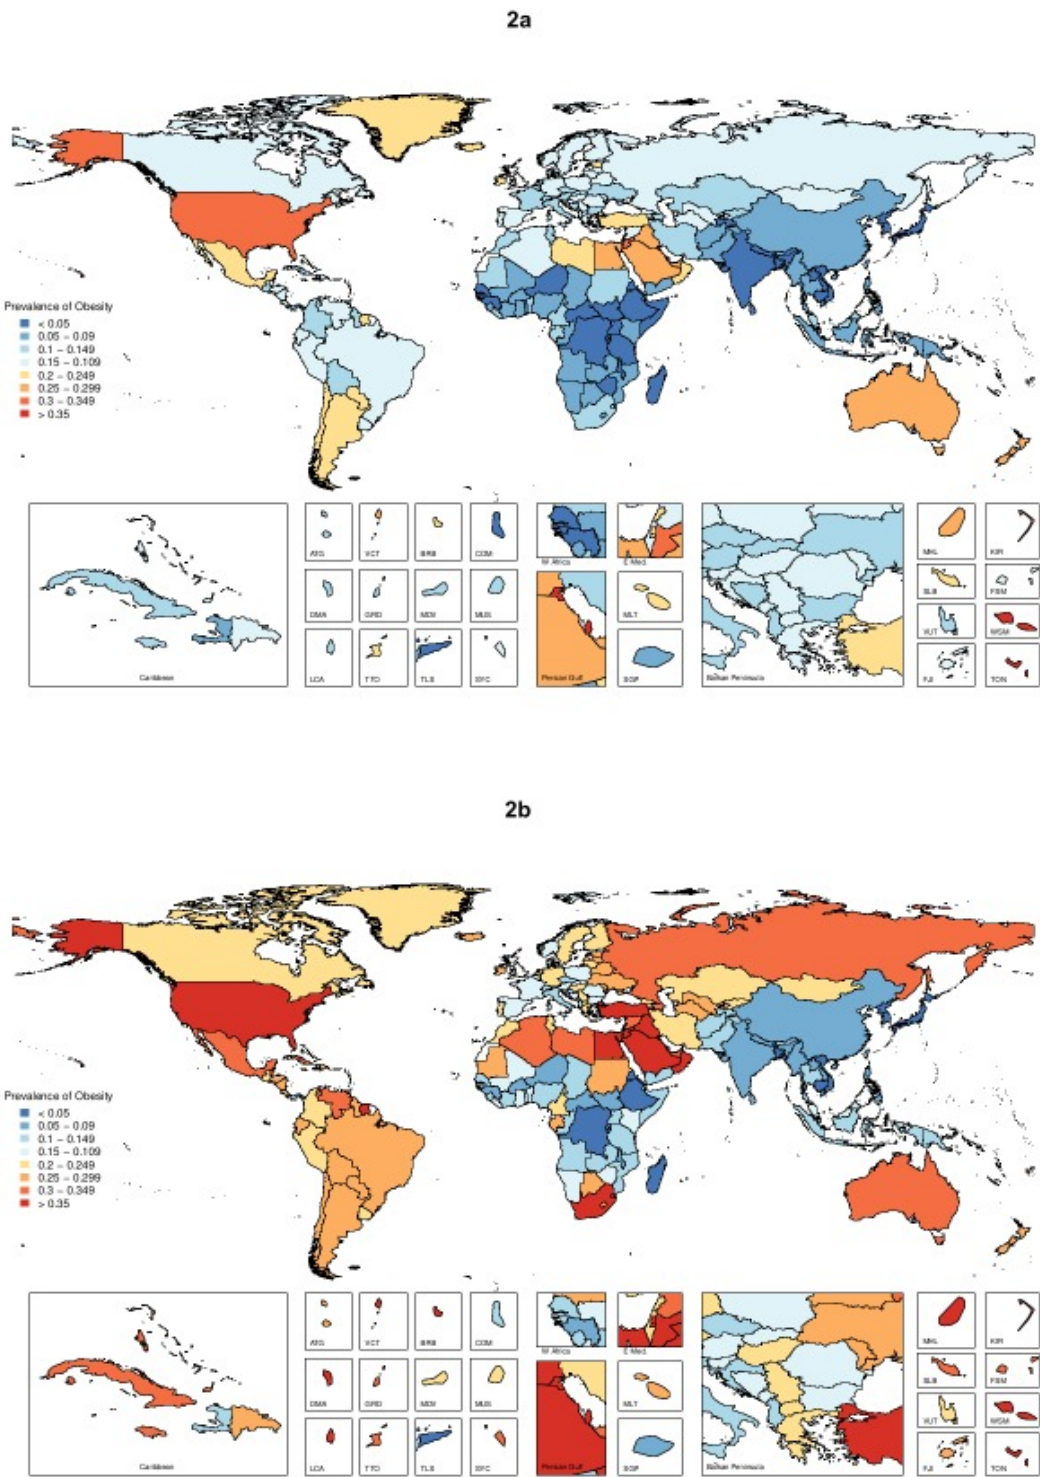 2a
Prevalence of Obesity
< 0.05
0.05 – 0.09
0.1 – 0.149
0.15 – 0.109
0.2 – 0.249
0.25 – 0.299
0.3 – 0.349
> 0.35
ATG VCT BRB COM W Africa E Med. MHL KIR
DMA GRD MDV MUS MLT SLB FSM
VUT WSM
Caribbean LCA TTO TLS SYC Persian Gulf SGP Balkan Peninsula FJI TON
2b
Prevalence of Obesity
< 0.05
0.05 – 0.09
0.1 – 0.149
0.15 – 0.109
0.2 – 0.249
0.25 – 0.299
0.3 – 0.349
> 0.35
ATG VCT BRB COM W Africa E Med. MHL KIR
DMA GRD MDV MUS MLT SLB FSM
VUT WSM
Caribbean LCA TTO TLS SYC Persian Gulf SGP Balkan Peninsula FJI TON